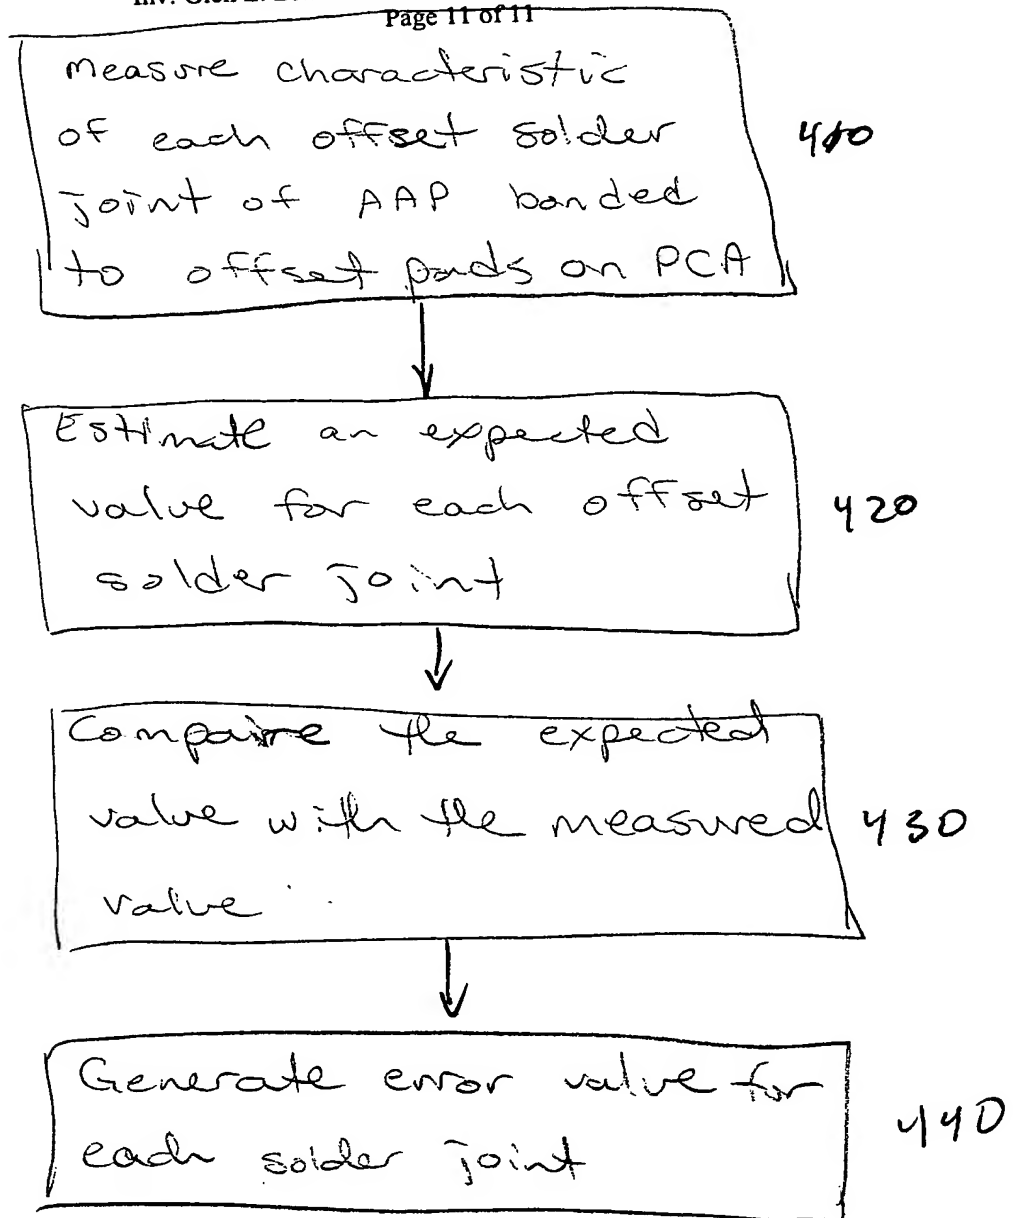 Page 11 of 11
measure characteristic
of each offset solder
joint of AAP bonded
to offset pads on PCA
410
Estimate an expected
value for each offset
solder joint
420
Compaire the expected
value with the measured
value
430
Generate error value for
each solder joint
440